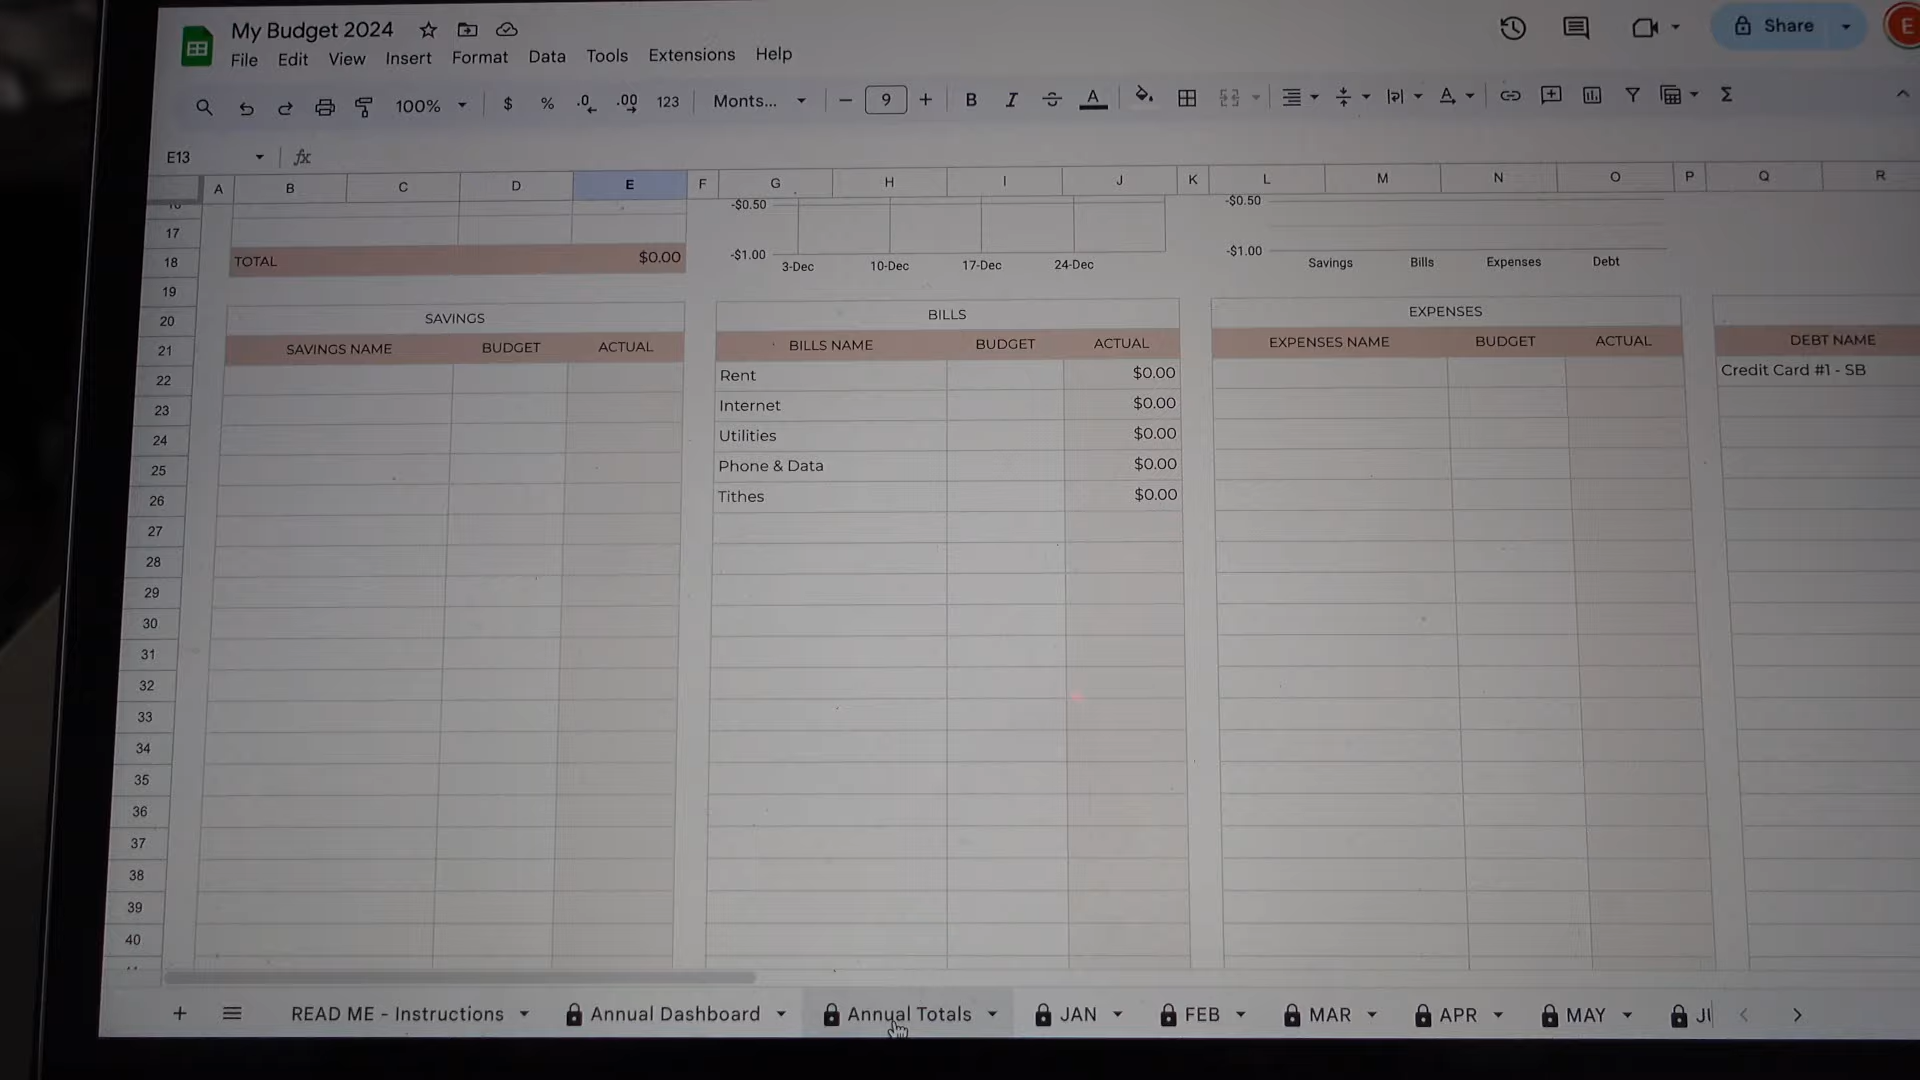 My Budget 2024
Share
E
File Edit View Insert Format Data Tools Extensions Help
100% $ % .0 .00 123 Monts... 9 B I A
E13 fx
A B C D E F G H I J K L M N O P Q R
-$0.50 -$0.50
17
18 TOTAL $0.00 -$1.00 -$1.00
3-Dec 10-Dec 17-Dec 24-Dec Savings Bills Expenses Debt
19
20 SAVINGS BILLS EXPENSES
21 SAVINGS NAME BUDGET ACTUAL BILLS NAME BUDGET ACTUAL EXPENSES NAME BUDGET ACTUAL DEBT NAME
22 Rent $0.00 Credit Card #1 - SB
23 Internet $0.00
24 Utilities $0.00
25 Phone & Data $0.00
26 Tithes $0.00
27
28
29
30
31
32
33
34
35
36
37
38
39
40
READ ME - Instructions Annual Dashboard Annual Totals JAN FEB MAR APR MAY